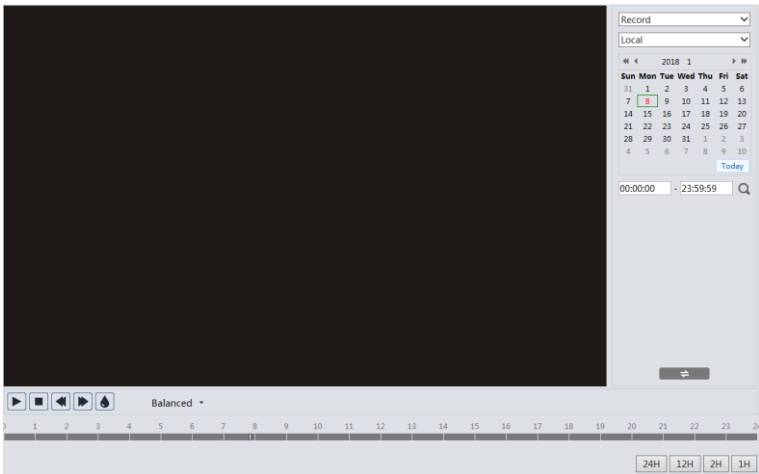 Record
Local
2018 1
Sun Mon Tue Wed Thu Fri Sat
31 1 2 3 4 5 6
7 8 9 10 11 12 13
14 15 16 17 18 19 20
21 22 23 24 25 26 27
28 29 30 31 1 2 3
4 5 6 7 8 9 10
Today
00:00:00 - 23:59:59
Balanced
0 1 2 3 4 5 6 7 8 9 10 11 12 13 14 15 16 17 18 19 20 21 22 23 24
24H 12H 2H 1H